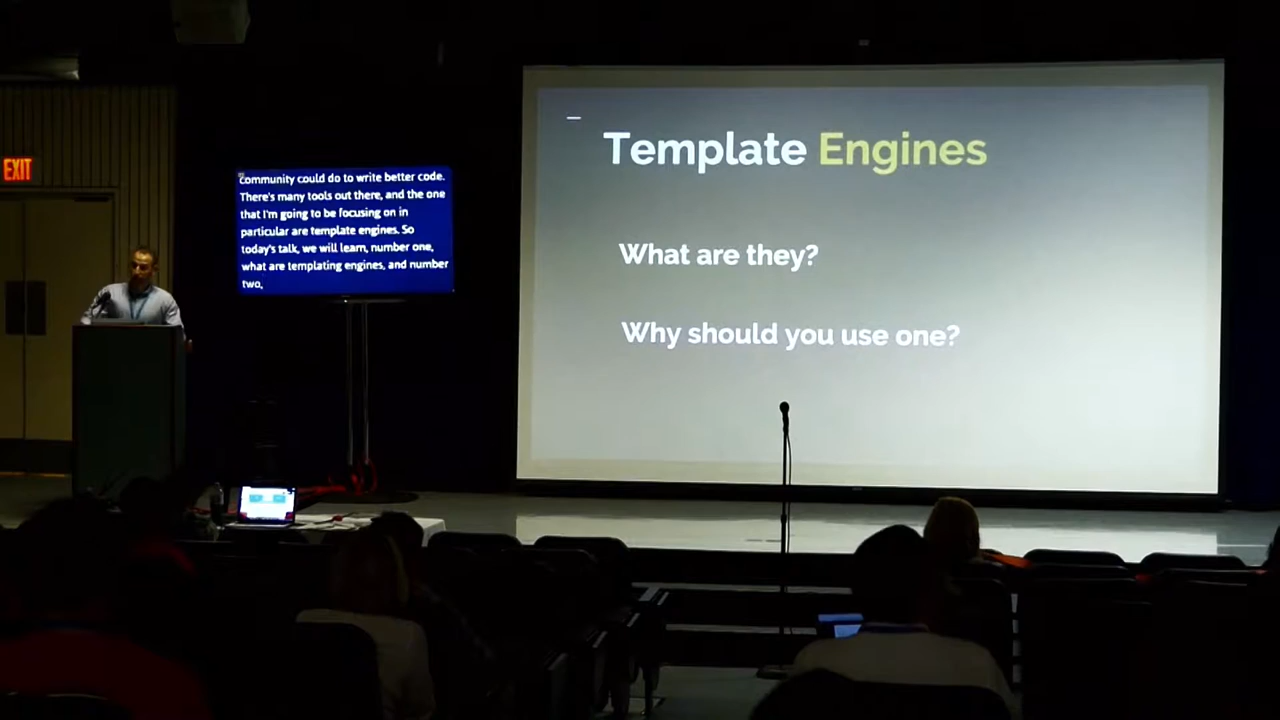 EXIT
community could do to write better code.
There's many tools out there, and the one
that I'm going to be focusing on in
particular are template engines. So
today's talk, we will learn, number one,
what are templating engines, and number
two,
Template Engines
What are they?
Why should you use one?